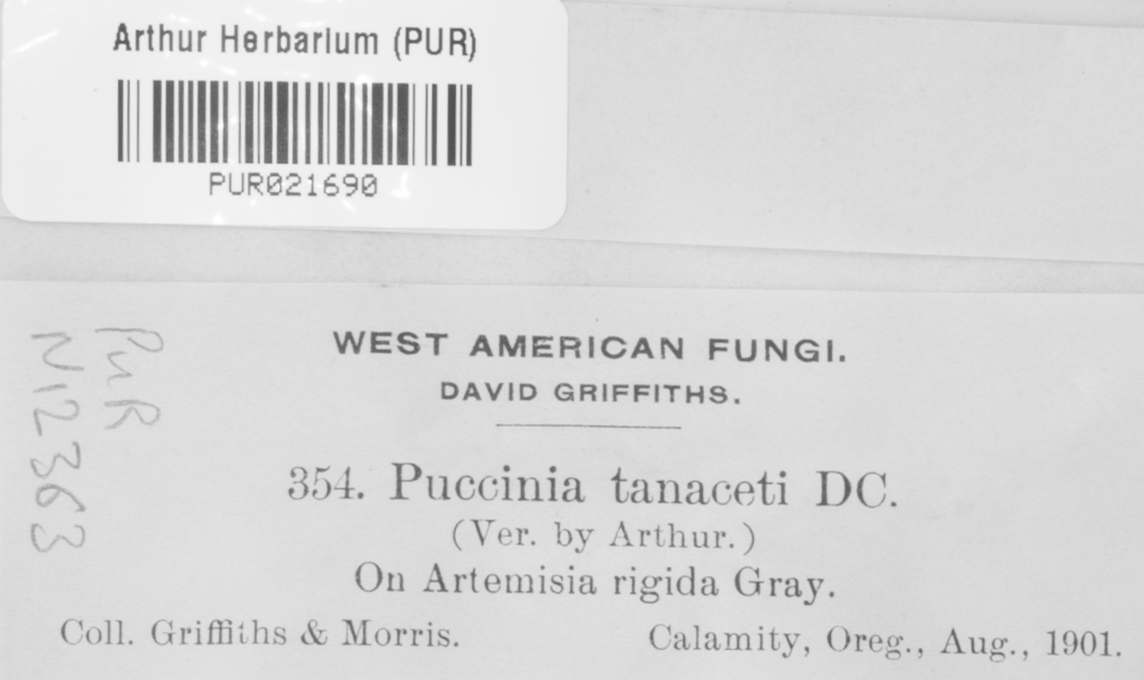 Arthur Herbarium (PUR)
PUR021690
PUR
N12363
WEST AMERICAN FUNGI.
DAVID GRIFFITHS.
354. Puccinia tanaceti DC.
(Ver. by Arthur.)
On Artemisia rigida Gray.
Coll. Griffiths & Morris.
Calamity, Oreg., Aug., 1901.